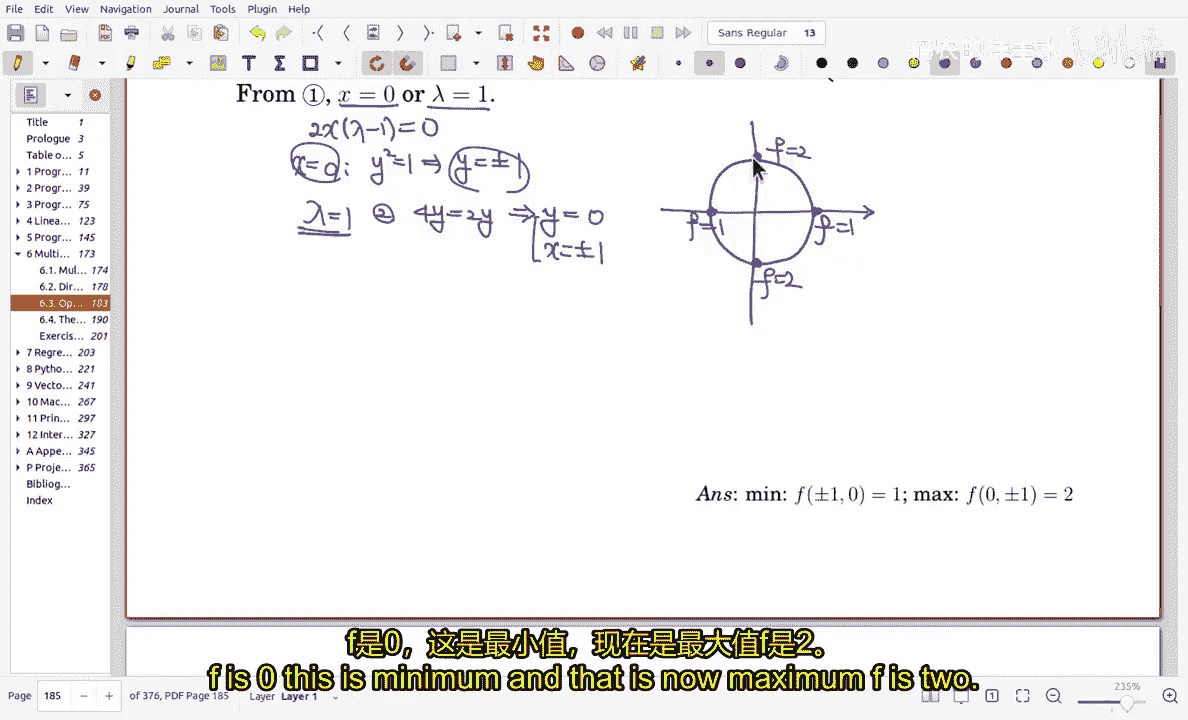 File Edit View Navigation Journal Tools Plugin Help
Sans Regular 13
From ①, x = 0 or λ = 1.
2x(λ-1)=0
x=0: y²=1 ⇒ y=±1
λ=1 ② 4y=2y ⇒ y=0
x=±1
f=2
f=1
f=1
f=2
Ans: min: f(±1, 0) = 1; max: f(0, ±1) = 2
Title 1
Prologue 3
Table o... 5
1 Progr... 11
2 Progr... 39
3 Progr... 75
4 Linea... 123
5 Progr... 145
6 Multi... 173
6.1. Mul... 174
6.2. Dir... 178
6.3. Op... 183
6.4. The... 190
Exercis... 201
7 Regre... 203
8 Pytho... 221
9 Vecto... 241
10 Mac... 267
11 Prin... 297
12 Inter... 327
A Appe... 345
P Proje... 365
Bibliog...
Index
f是0，这是最小值，现在是最大值f是2。
f is 0 this is minimum and that is now maximum f is two.
Page 185 of 376, PDF Page 185 Layer Layer 1
235%